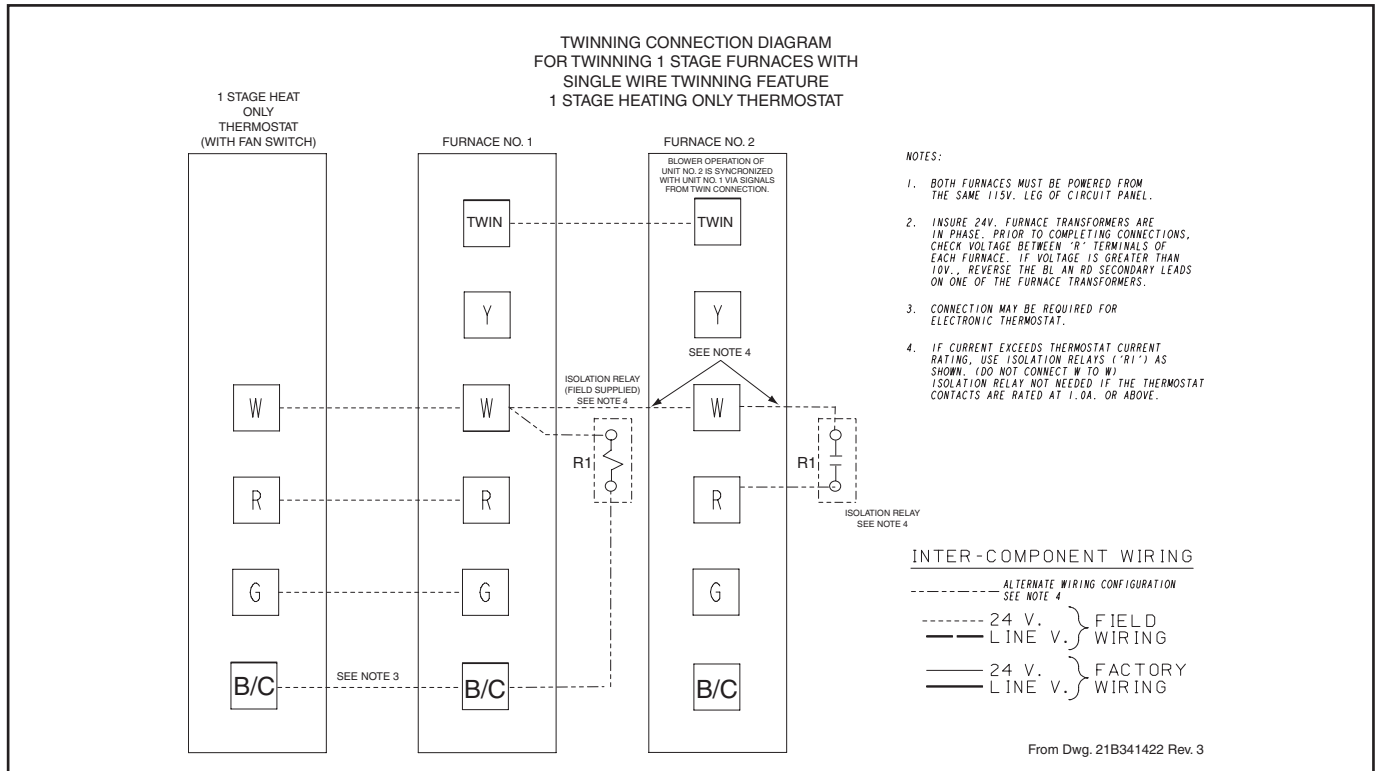 TWINNING CONNECTION DIAGRAM
FOR TWINNING 1 STAGE FURNACES WITH
SINGLE WIRE TWINNING FEATURE
1 STAGE HEATING ONLY THERMOSTAT
1 STAGE HEAT
ONLY
THERMOSTAT
(WITH FAN SWITCH)
FURNACE NO. 1
FURNACE NO. 2
BLOWER OPERATION OF
UNIT NO. 2 IS SYNCRONIZED
WITH UNIT NO. 1 VIA SIGNALS
FROM TWIN CONNECTION.
TWIN
TWIN
Y
Y
SEE NOTE 4
ISOLATION RELAY
(FIELD SUPPLIED)
SEE NOTE 4
W
W
W
R1
R1
R
R
R
ISOLATION RELAY
SEE NOTE 4
G
G
G
B/C
SEE NOTE 3
B/C
B/C
NOTES:
1. BOTH FURNACES MUST BE POWERED FROM
THE SAME 115V. LEG OF CIRCUIT PANEL.
2. INSURE 24V. FURNACE TRANSFORMERS ARE
IN PHASE. PRIOR TO COMPLETING CONNECTIONS,
CHECK VOLTAGE BETWEEN 'R' TERMINALS OF
EACH FURNACE. IF VOLTAGE IS GREATER THAN
10V., REVERSE THE BL AN RD SECONDARY LEADS
ON ONE OF THE FURNACE TRANSFORMERS.
3. CONNECTION MAY BE REQUIRED FOR
ELECTRONIC THERMOSTAT.
4. IF CURRENT EXCEEDS THERMOSTAT CURRENT
RATING, USE ISOLATION RELAYS ('R1') AS
SHOWN. (DO NOT CONNECT W TO W)
ISOLATION RELAY NOT NEEDED IF THE THERMOSTAT
CONTACTS ARE RATED AT 1.0A. OR ABOVE.
INTER-COMPONENT WIRING
ALTERNATE WIRING CONFIGURATION
SEE NOTE 4
24 V.
LINE V.
FIELD
WIRING
24 V.
LINE V.
FACTORY
WIRING
From Dwg. 21B341422 Rev. 3